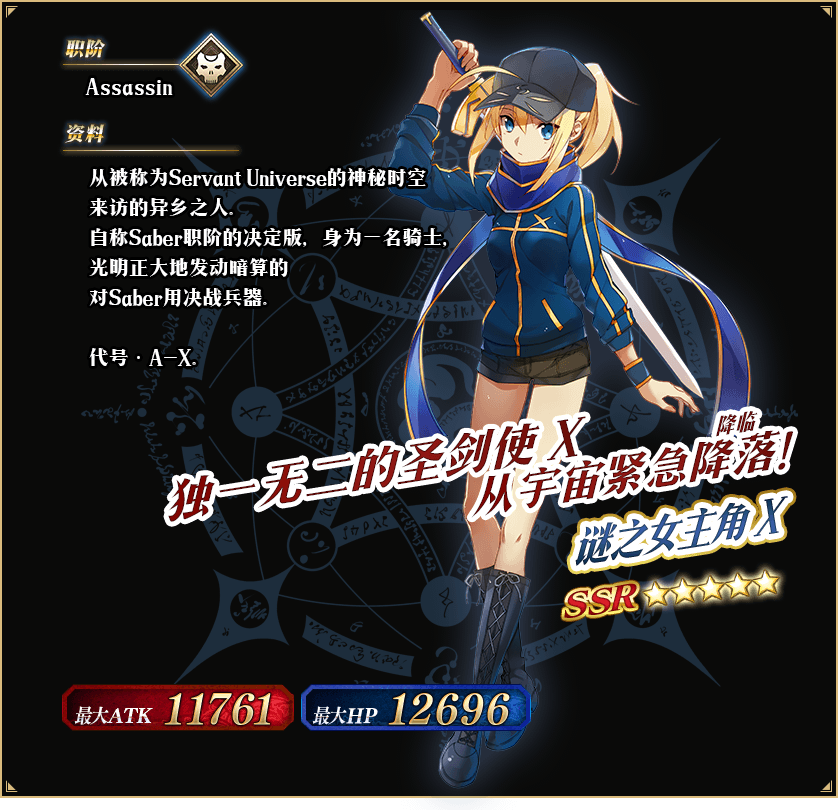 职阶
Assassin
资料
从被称为Servant Universe的神秘时空
来访的异乡之人.
自称Saber职阶的决定版, 身为一名骑士,
光明正大地发动暗算的
对Saber用决战兵器.
代号·A-X.
独一无二的圣剑使 X
降临
从宇宙紧急降落!
谜之女主角 X
SSR
最大ATK 11761
最大HP 12696